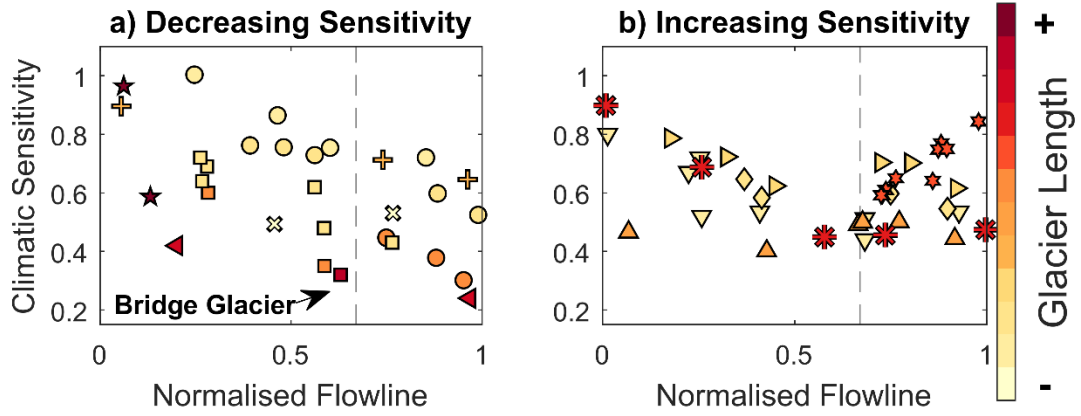 a) Decreasing Sensitivity
b) Increasing Sensitivity
+
1
0.8
0.6
0.4
0.2
Climatic Sensitivity
Bridge Glacier
0
0.5
1
Normalised Flowline
1
0.8
0.6
0.4
0.2
0
0.5
1
Normalised Flowline
Glacier Length
-